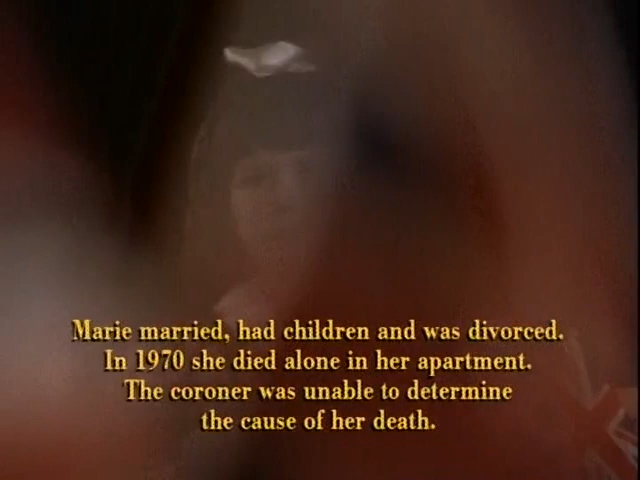 Marie married, had children and was divorced.
In 1970 she died alone in her apartment.
The coroner was unable to determine
the cause of her death.